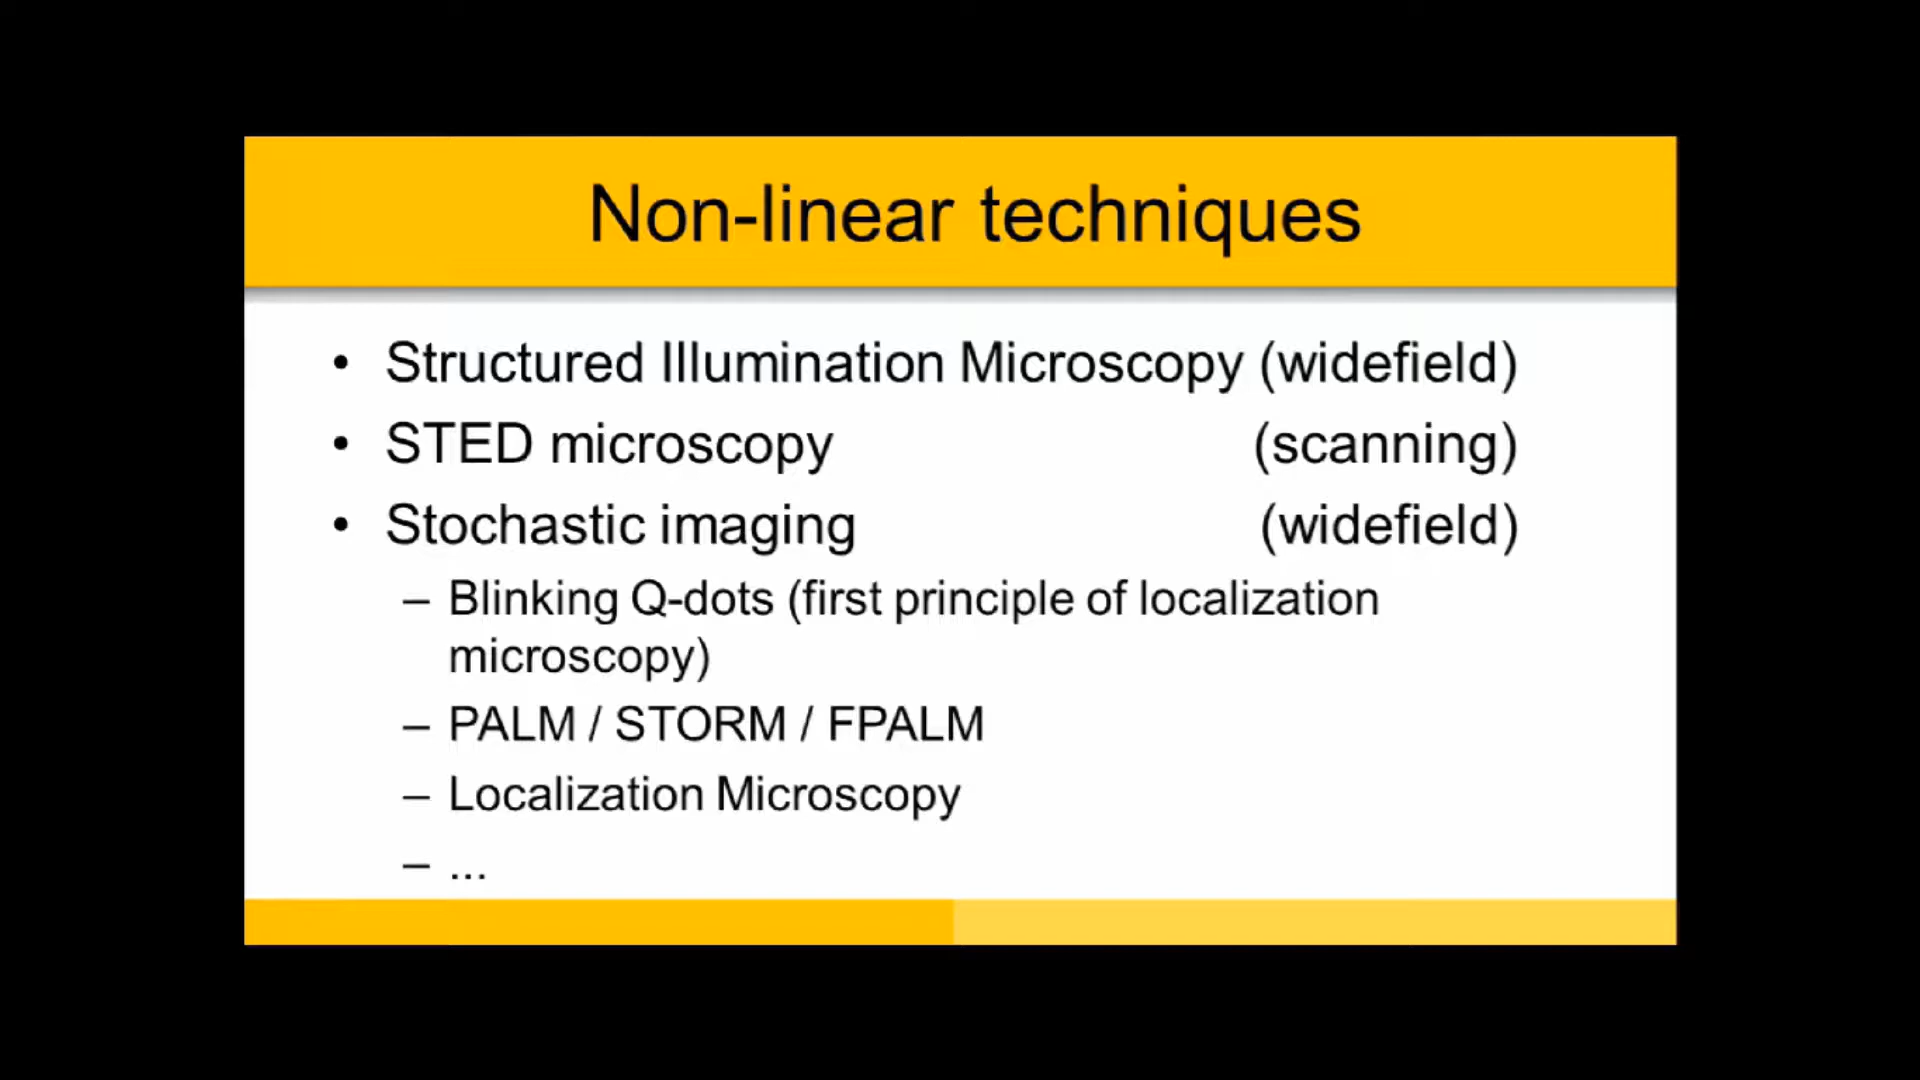 Non-linear techniques
• Structured Illumination Microscopy (widefield)
• STED microscopy (scanning)
• Stochastic imaging (widefield)
– Blinking Q-dots (first principle of localization
microscopy)
– PALM / STORM / FPALM
– Localization Microscopy
– ...